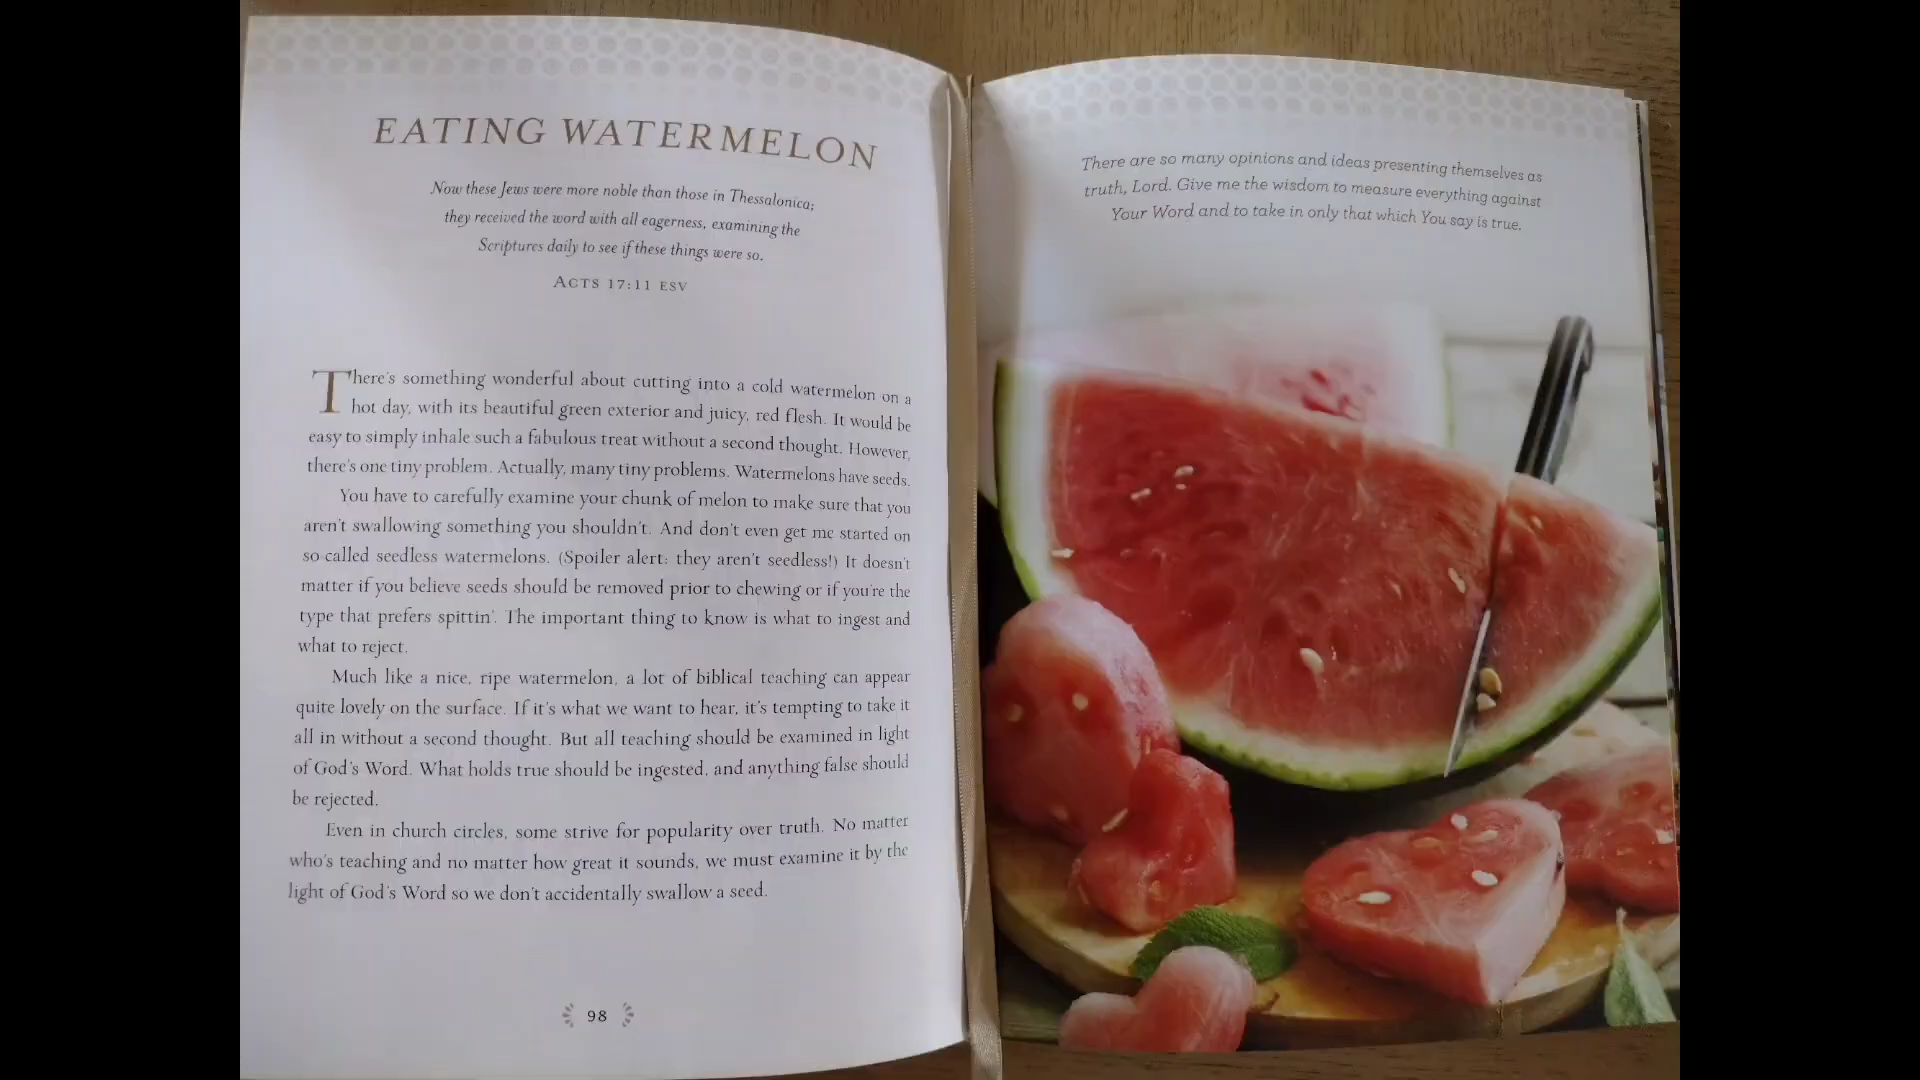 EATING WATERMELON
Now these Jews were more noble than those in Thessalonica;
they received the word with all eagerness, examining the
Scriptures daily to see if these things were so.
ACTS 17:11 ESV
There's something wonderful about cutting into a cold watermelon on a
hot day, with its beautiful green exterior and juicy, red flesh. It would be
easy to simply inhale such a fabulous treat without a second thought. However,
there's one tiny problem. Actually, many tiny problems. Watermelons have seeds.
You have to carefully examine your chunk of melon to make sure that you
aren't swallowing something you shouldn't. And don't even get me started on
so-called seedless watermelons. (Spoiler alert: they aren't seedless!) It doesn't
matter if you believe seeds should be removed prior to chewing or if you're the
type that prefers spittin'. The important thing to know is what to ingest and
what to reject.
Much like a nice, ripe watermelon, a lot of biblical teaching can appear
quite lovely on the surface. If it's what we want to hear, it's tempting to take it
all in without a second thought. But all teaching should be examined in light
of God's Word. What holds true should be ingested, and anything false should
be rejected.
Even in church circles, some strive for popularity over truth. No matter
who's teaching and no matter how great it sounds, we must examine it by the
light of God's Word so we don't accidentally swallow a seed.
98
There are so many opinions and ideas presenting themselves as
truth, Lord. Give me the wisdom to measure everything against
Your Word and to take in only that which You say is true.